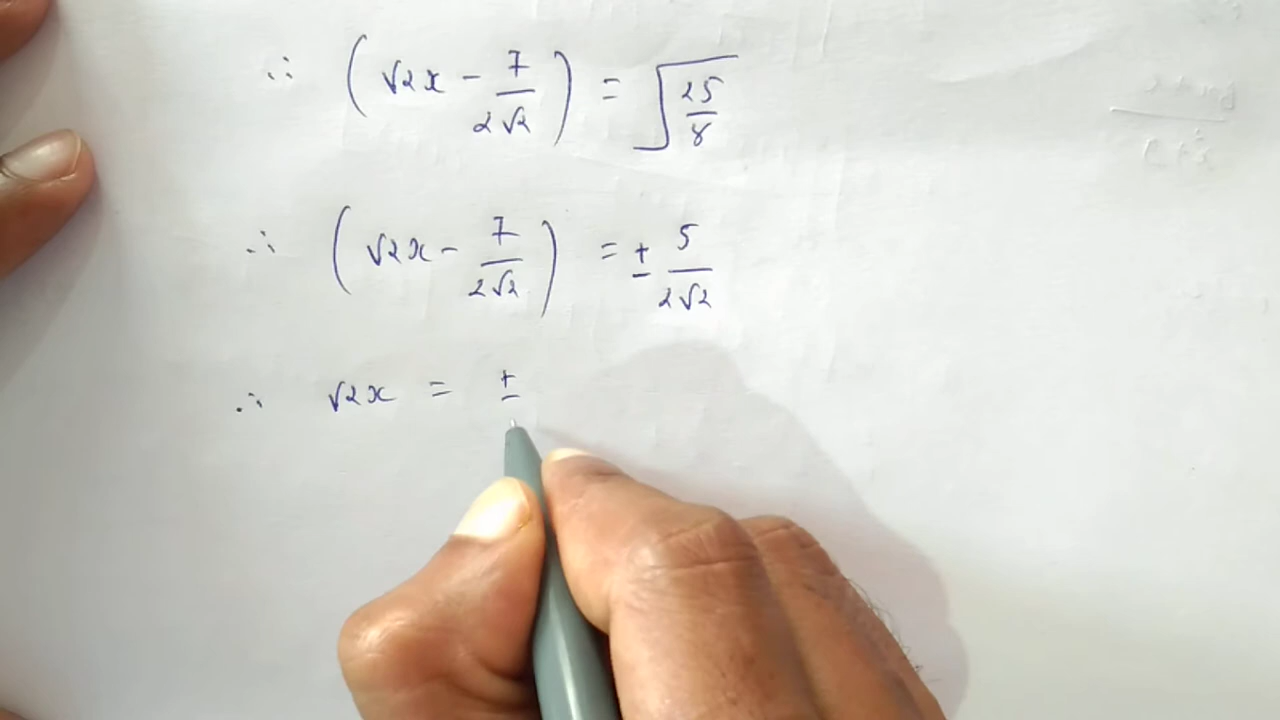 ∴ (√2x - 7/2√2) = √25/8
∴ (√2x - 7/2√2) = ± 5/2√2
∴ √2x = ±